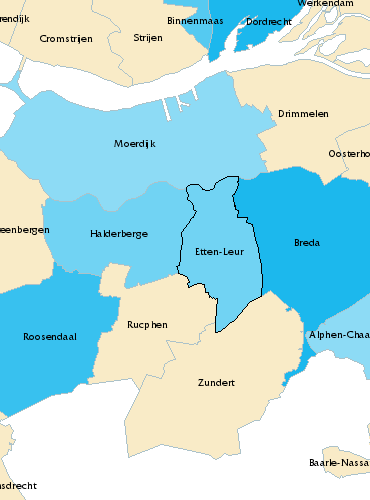 Werkendam
rendijk
Binnenmaas
Dordrecht
Cromstrijen
Strijen
Drimmelen
Moerdijk
Oosterho
eenbergen
Halderberge
Breda
Etten-Leur
Rucphen
Roosendaal
Alphen-Chaa
Zundert
Baarle-Nassa
nsdrecht